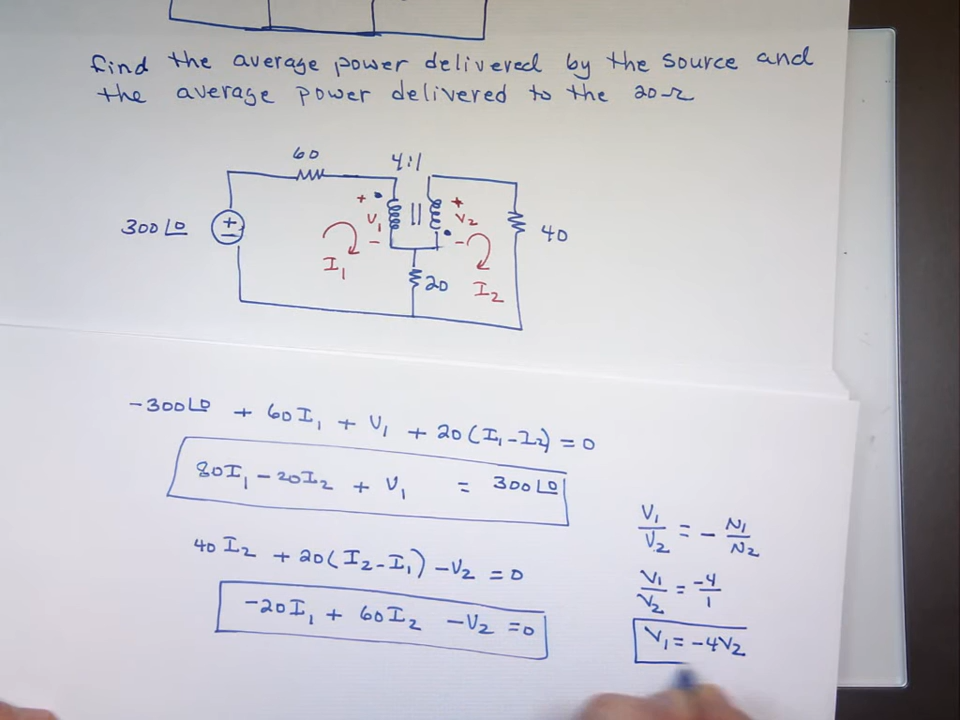 find the average power delivered by the source and
the average power delivered to the 20Ω
60
4:1
300∠0
+
-
+
V1
-
+
V2
-
40
I1
20
I2
-300∠0 + 60I1 + V1 + 20(I1-I2) = 0
80I1 - 20I2 + V1 = 300∠0
40I2 + 20(I2-I1) - V2 = 0
-20I1 + 60I2 - V2 = 0
V1/V2 = - N1/N2
V1/V2 = -4/1
V1 = -4V2